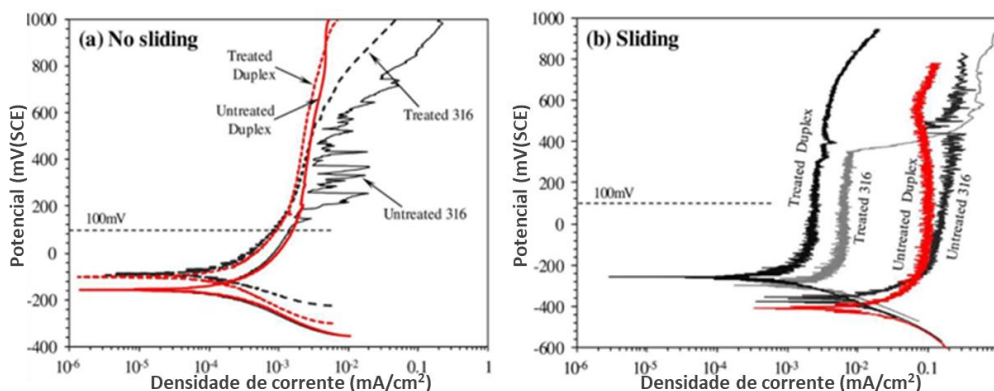 (a) No sliding
Treated
Duplex
Untreated
Duplex
Treated 316
Untreated 316
100mV
Potencial (mV(SCE)
1000
800
600
400
200
0
-200
-400
10⁻⁶
10⁻⁵
10⁻⁴
10⁻³
10⁻²
0.1
1
Densidade de corrente (mA/cm²)
(b) Sliding
Treated Duplex
Treated 316
Untreated Duplex
Untreated 316
100mV
Potencial (mV(SCE)
1000
800
600
400
200
0
-200
-400
-600
10⁻⁶
10⁻⁵
10⁻⁴
10⁻³
10⁻²
0.1
Densidade de corrente (mA/cm²)